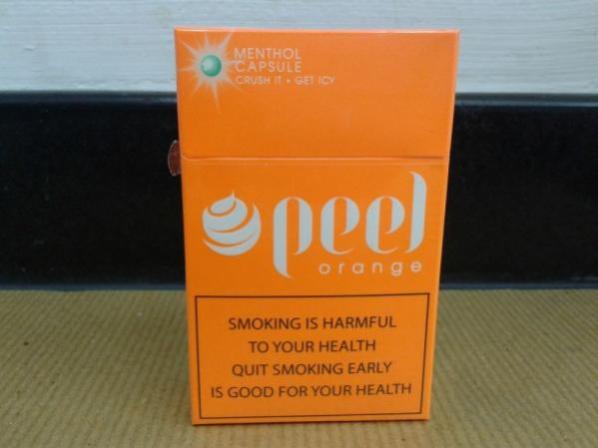 MENTHOL
CAPSULE
CRUSH IT • GET ICY
peel
orange
SMOKING IS HARMFUL
TO YOUR HEALTH
QUIT SMOKING EARLY
IS GOOD FOR YOUR HEALTH